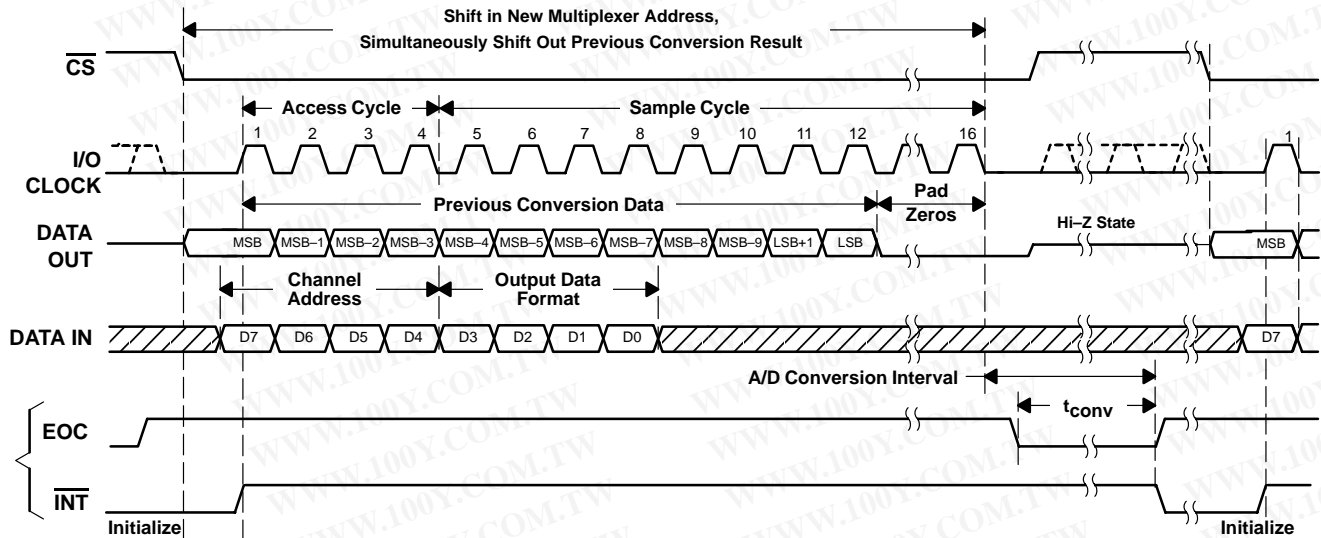 Shift in New Multiplexer Address,
Simultaneously Shift Out Previous Conversion Result
CS
Access Cycle
Sample Cycle
1 2 3 4 5 6 7 8 9 10 11 12 16 1
I/O
CLOCK
Previous Conversion Data
Pad
Zeros
DATA
OUT
MSB MSB–1 MSB–2 MSB–3 MSB–4 MSB–5 MSB–6 MSB–7 MSB–8 MSB–9 LSB+1 LSB
Hi–Z State
MSB
Channel
Address
Output Data
Format
DATA IN
D7 D6 D5 D4 D3 D2 D1 D0 D7
A/D Conversion Interval
tconv
EOC
INT
Initialize
Initialize
WWW.100Y.COM.TW